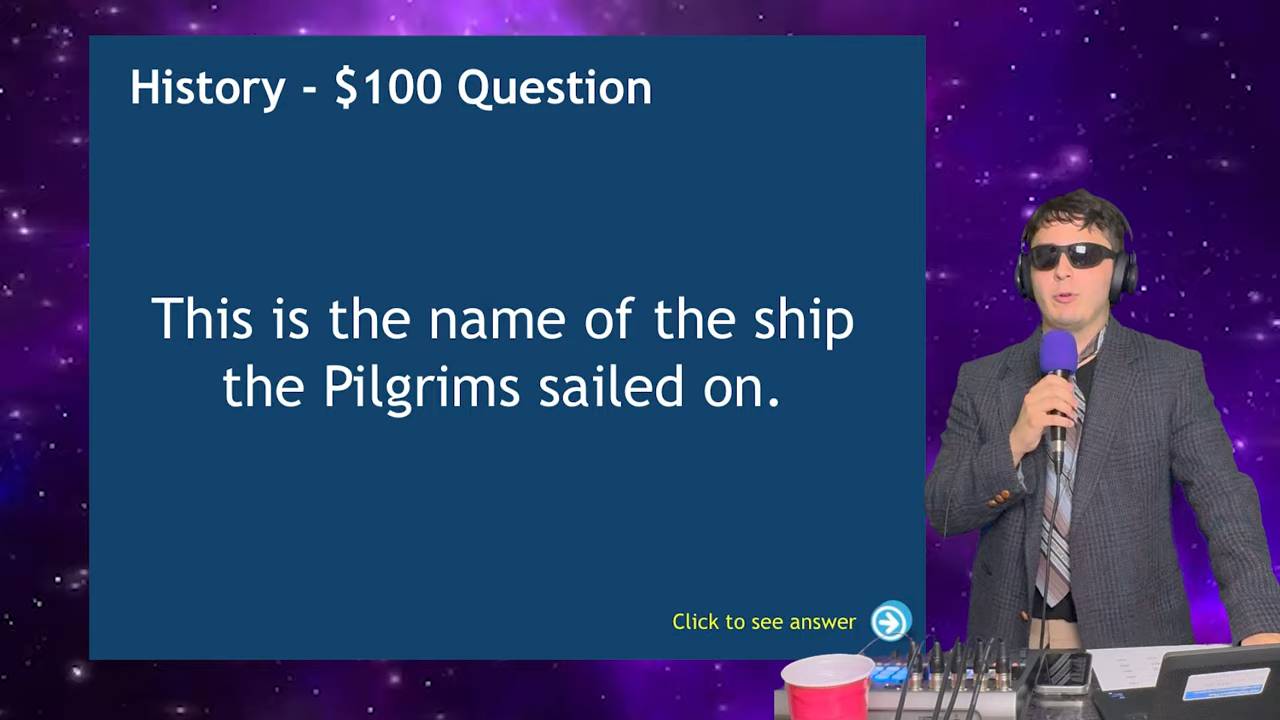 History - $100 Question
This is the name of the ship
the Pilgrims sailed on.
Click to see answer